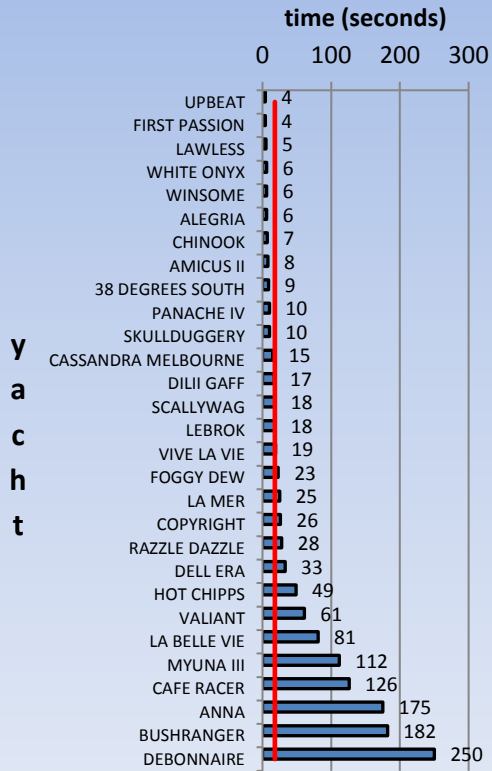 time (seconds)
0 100 200 300
UPBEAT 4
FIRST PASSION 4
LAWLESS 5
WHITE ONYX 6
WINSOME 6
ALEGRIA 6
CHINOOK 7
AMICUS II 8
38 DEGREES SOUTH 9
PANACHE IV 10
SKULLDUGGERY 10
CASSANDRA MELBOURNE 15
DILII GAFF 17
SCALLYWAG 18
LEBROK 18
VIVE LA VIE 19
FOGGY DEW 23
LA MER 25
COPYRIGHT 26
RAZZLE DAZZLE 28
DELL ERA 33
HOT CHIPPS 49
VALIANT 61
LA BELLE VIE 81
MYUNA III 112
CAFE RACER 126
ANNA 175
BUSHRANGER 182
DEBONNAIRE 250
yacht